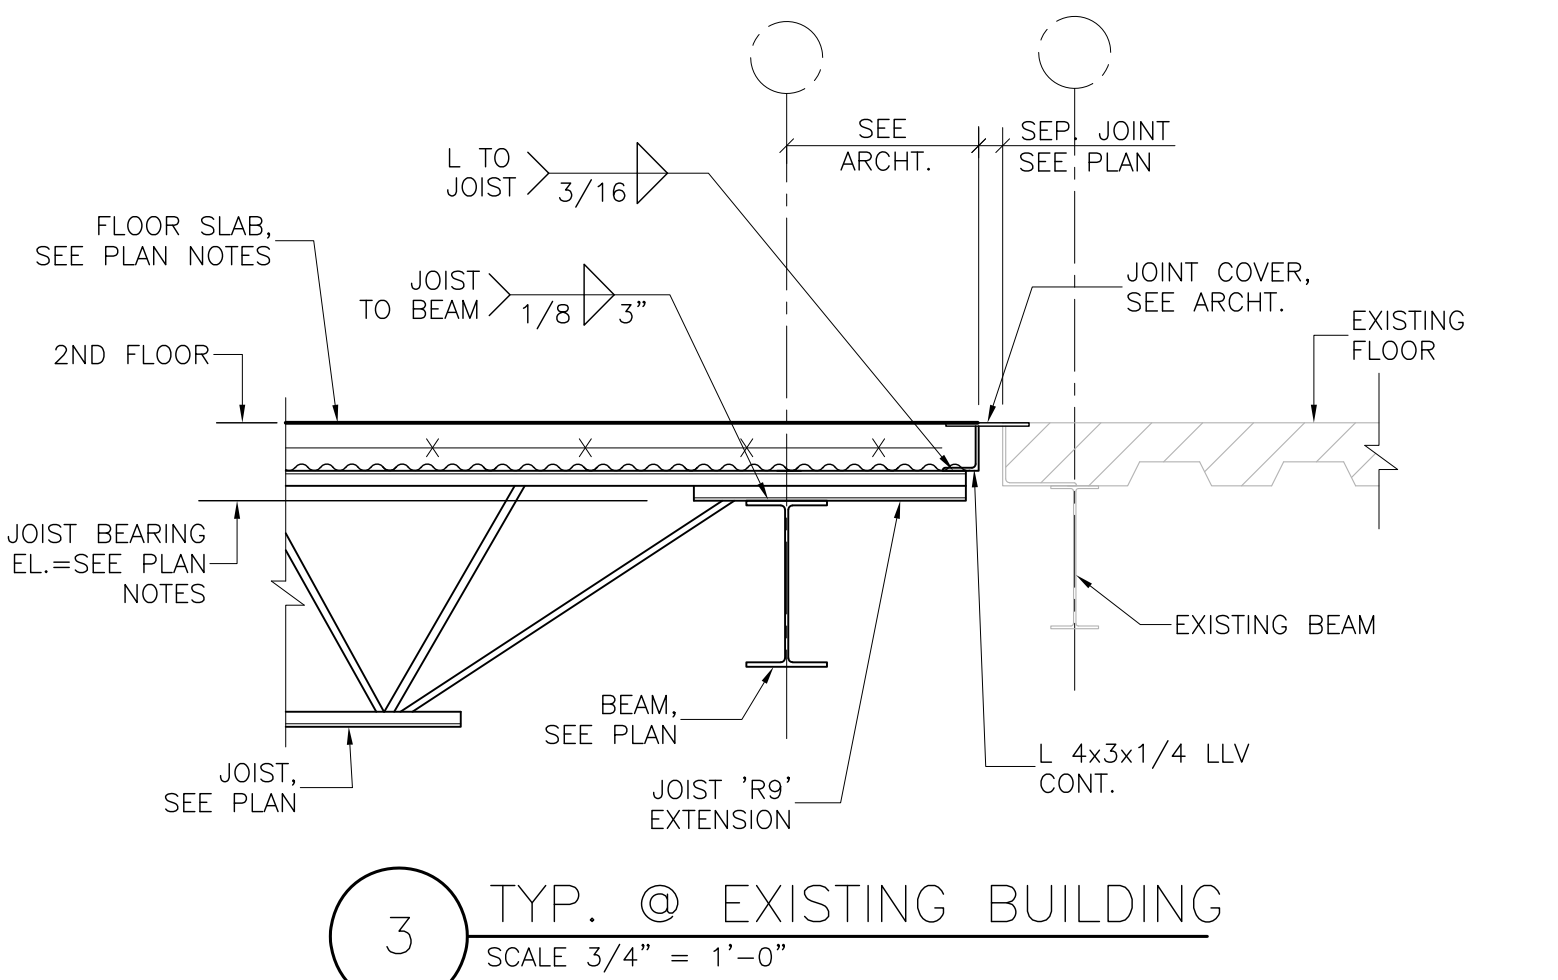 SEE
ARCHT.
SEP. JOINT
SEE PLAN
L TO
JOIST
3/16
FLOOR SLAB,
SEE PLAN NOTES
JOIST
TO BEAM
1/8
3”
JOINT COVER,
SEE ARCHT.
EXISTING
FLOOR
2ND FLOOR
JOIST BEARING
EL.=SEE PLAN
NOTES
EXISTING BEAM
BEAM,
SEE PLAN
JOIST,
SEE PLAN
JOIST ’R9’
EXTENSION
L 4x3x1/4 LLV
CONT.
3
TYP. @ EXISTING BUILDING
SCALE 3/4” = 1’-0”